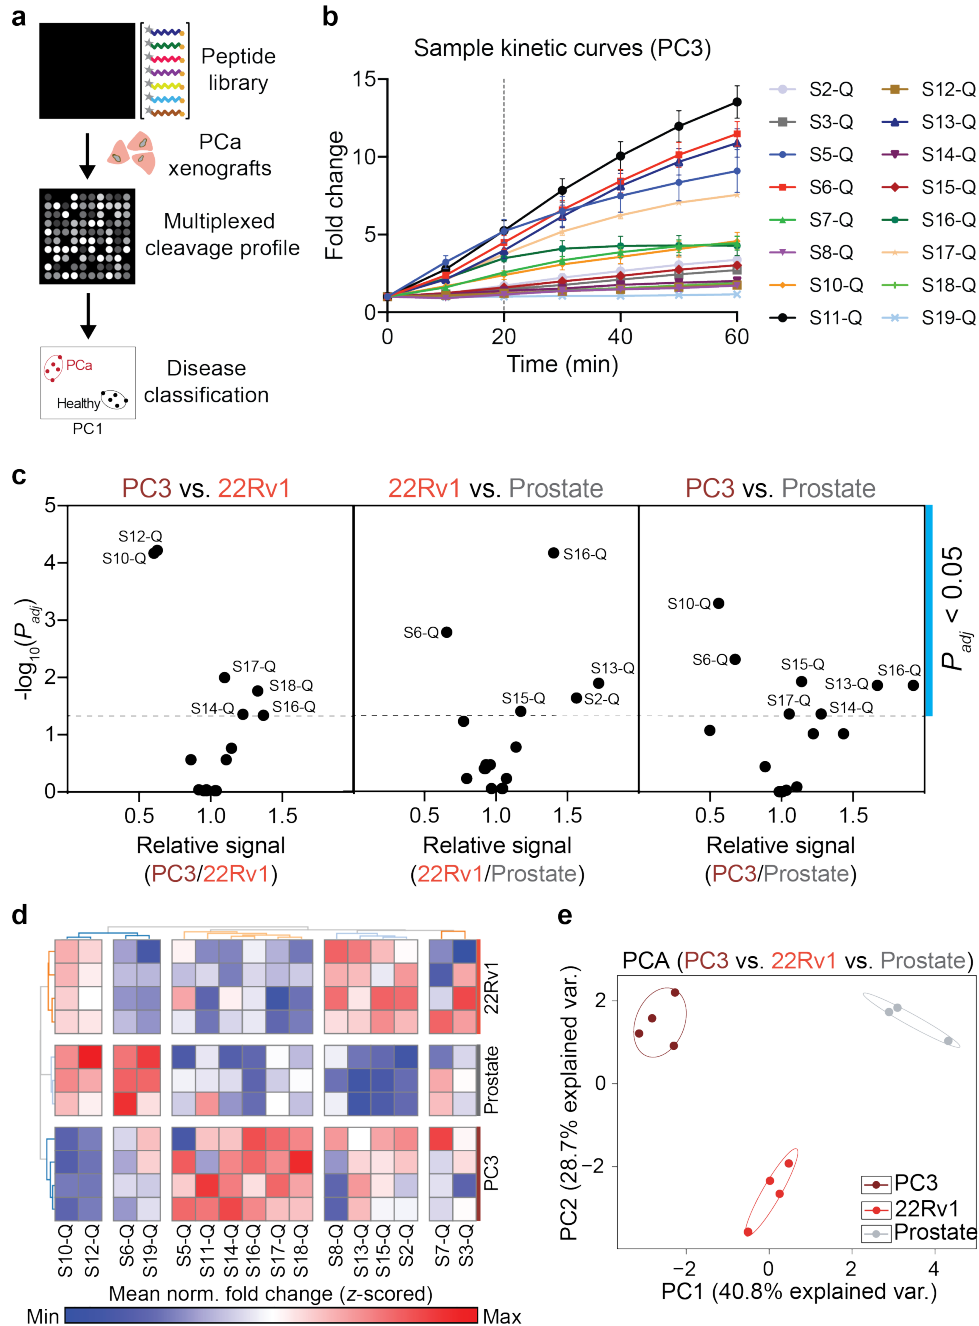 a
Peptide
library
PCa
xenografts
Multiplexed
cleavage profile
PCa
Healthy
PC1
Disease
classification
b
Sample kinetic curves (PC3)
Fold change
15
10
5
0
0 20 40 60
Time (min)
S2-Q
S3-Q
S5-Q
S6-Q
S7-Q
S8-Q
S10-Q
S11-Q
S12-Q
S13-Q
S14-Q
S15-Q
S16-Q
S17-Q
S18-Q
S19-Q
c
PC3 vs. 22Rv1
22Rv1 vs. Prostate
PC3 vs. Prostate
-log10(Padj)
5
4
3
2
1
0
S12-Q
S10-Q
S17-Q
S18-Q
S14-Q
S16-Q
0.5 1.0 1.5
Relative signal
(PC3/22Rv1)
S16-Q
S6-Q
S13-Q
S15-Q
S2-Q
0.5 1.0 1.5
Relative signal
(22Rv1/Prostate)
S10-Q
S6-Q
S15-Q
S16-Q
S13-Q
S17-Q
S14-Q
0.5 1.0 1.5
Relative signal
(PC3/Prostate)
Padj < 0.05
d
22Rv1
Prostate
PC3
S10-Q
S12-Q
S6-Q
S19-Q
S5-Q
S11-Q
S14-Q
S16-Q
S17-Q
S18-Q
S8-Q
S13-Q
S15-Q
S2-Q
S7-Q
S3-Q
Mean norm. fold change (z-scored)
Min
Max
e
PCA (PC3 vs. 22Rv1 vs. Prostate)
PC2 (28.7% explained var.)
2
0
−2
PC3
22Rv1
Prostate
−2 0 2 4
PC1 (40.8% explained var.)